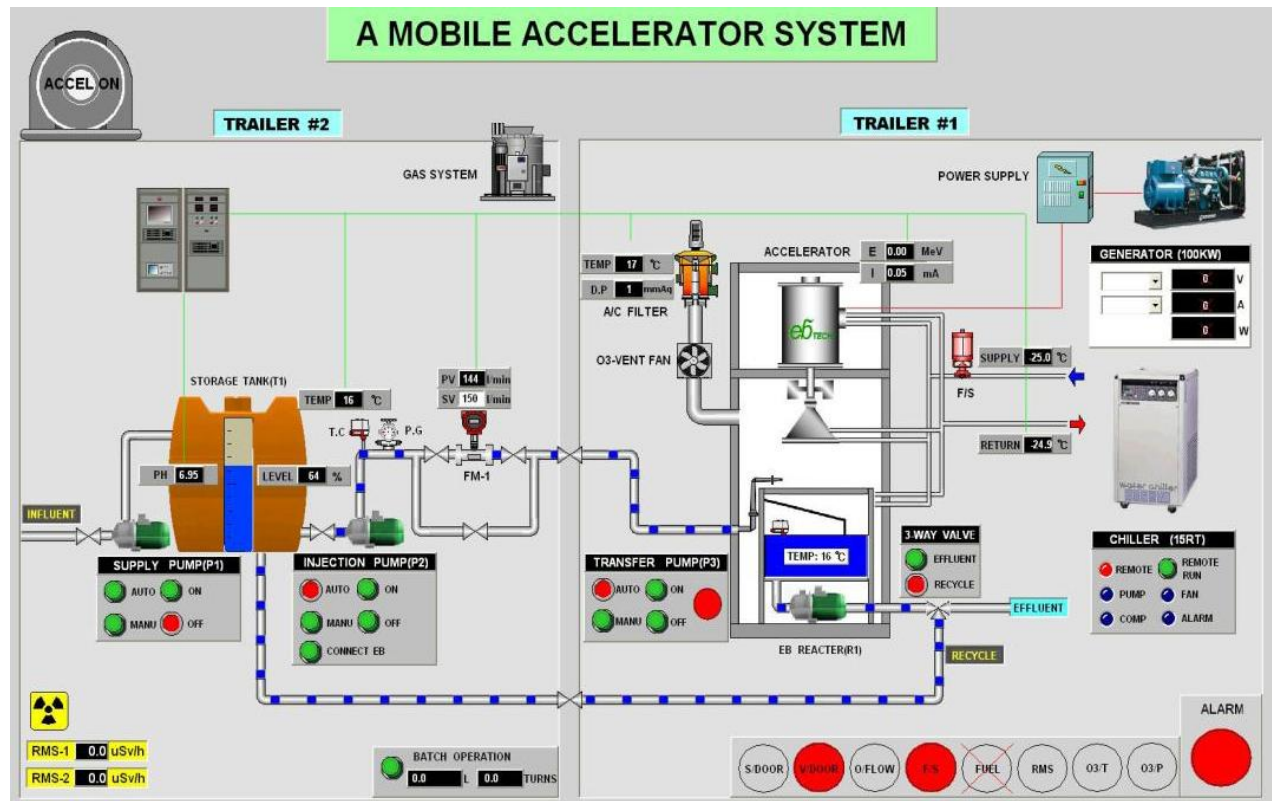 A MOBILE ACCELERATOR SYSTEM
ACCEL ON
TRAILER #2
TRAILER #1
GAS SYSTEM
POWER SUPPLY
ACCELERATOR
E 0.00 MeV
I 0.05 mA
GENERATOR (100KW)
0 V
0 A
0 W
TEMP 17 ℃
D.P 1 mmAq
A/C FILTER
O3-VENT FAN
eb TECH
SUPPLY -25.0 ℃
F/S
RETURN -24.9 ℃
STORAGE TANK(T1)
TEMP 16 ℃
PV 144 l/min
SV 150 l/min
T.C
P.G
FM-1
PH 6.95
LEVEL 64 %
INFLUENT
water chiller
TEMP: 16 ℃
3-WAY VALVE
EFFLUENT
RECYCLE
SUPPLY PUMP(P1)
AUTO ON
MANU OFF
INJECTION PUMP(P2)
AUTO ON
MANU OFF
CONNECT EB
TRANSFER PUMP(P3)
AUTO ON
MANU OFF
EFFLUENT
EB REACTER(R1)
RECYCLE
CHILLER (15RT)
REMOTE REMOTE RUN
PUMP FAN
COMP ALARM
RMS-1 0.0 uSv/h
RMS-2 0.0 uSv/h
BATCH OPERATION
0.0 L 0.0 TURNS
S/DOOR V/DOOR O/FLOW F/S FUEL RMS O3/T O3/P
ALARM